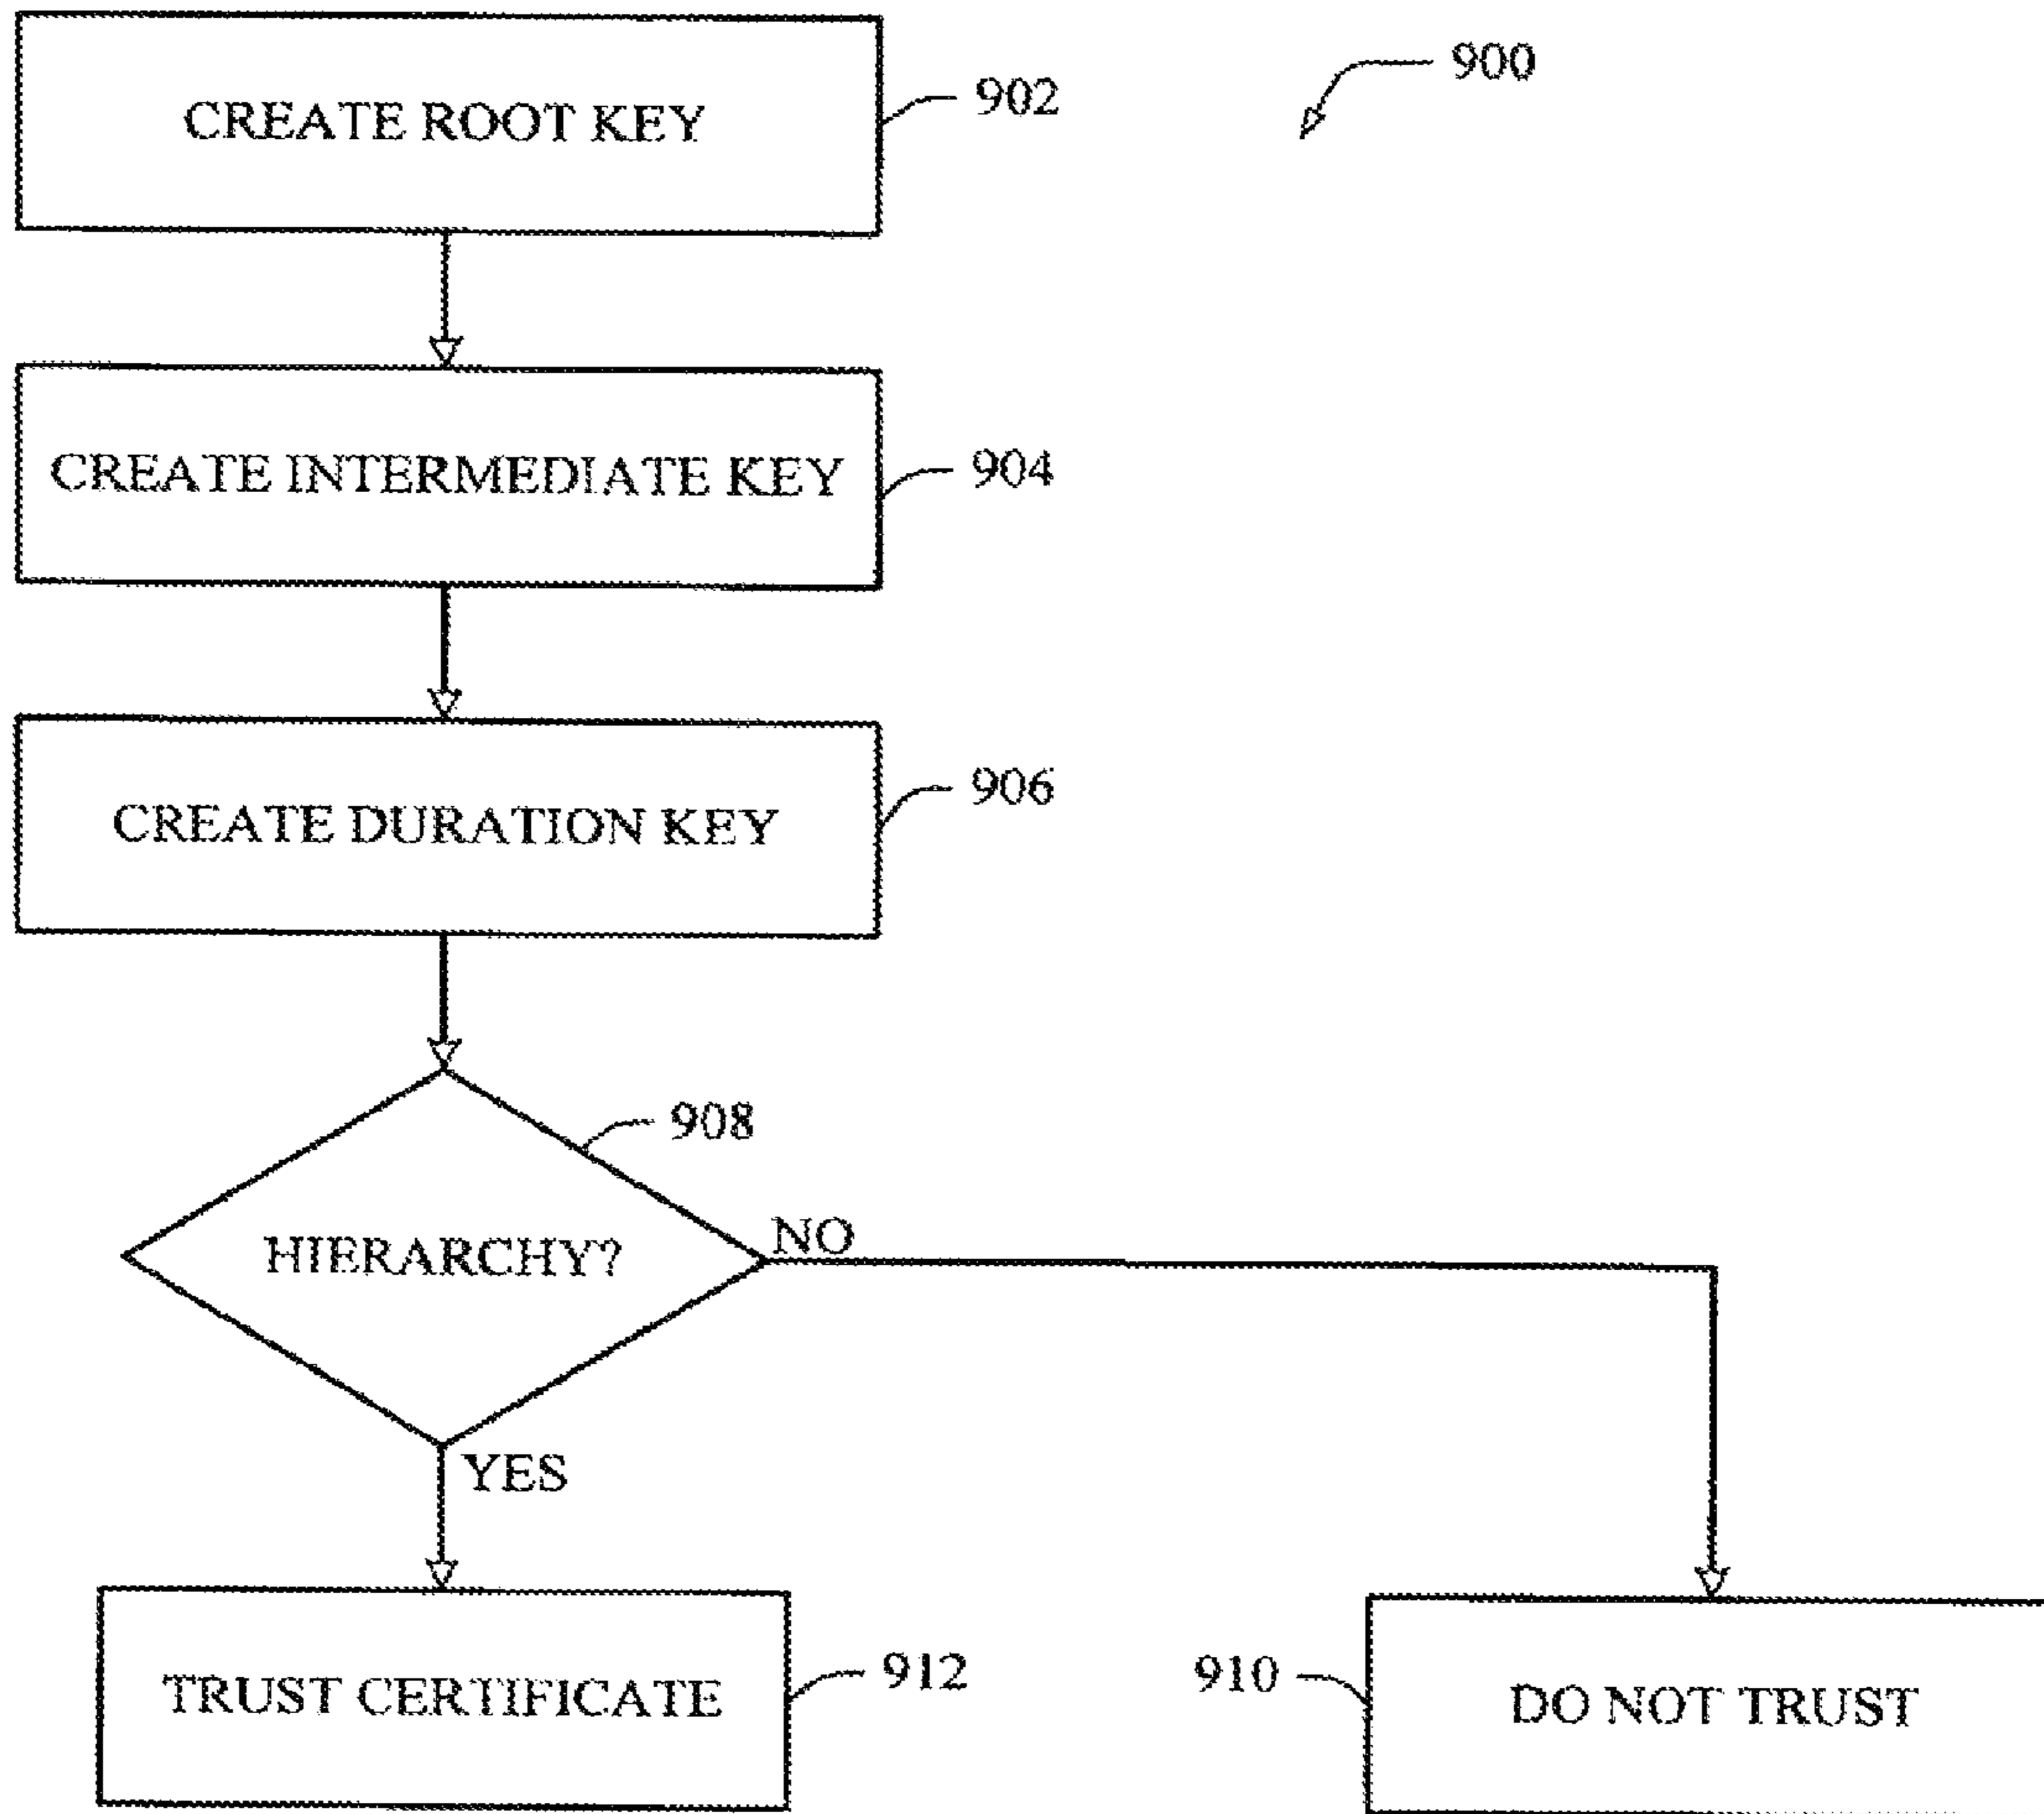 900
CREATE ROOT KEY
902
CREATE INTERMEDIATE KEY
904
CREATE DURATION KEY
906
908
HIERARCHY?
NO
YES
TRUST CERTIFICATE
912
910
DO NOT TRUST